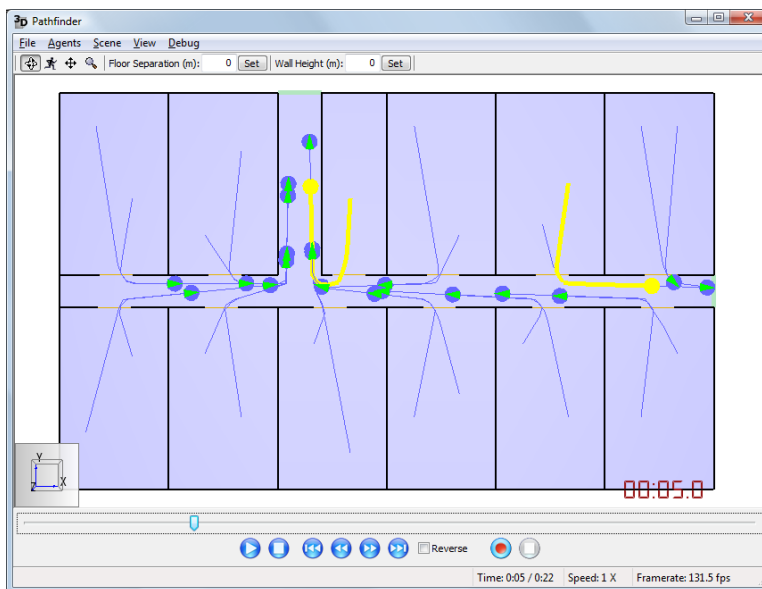 Pathfinder
File Agents Scene View Debug
Floor Separation (m): 0 Set Wall Height (m): 0 Set
00:05.0
Y
Z X
Reverse
Time: 0:05 / 0:22 Speed: 1 X Framerate: 131.5 fps